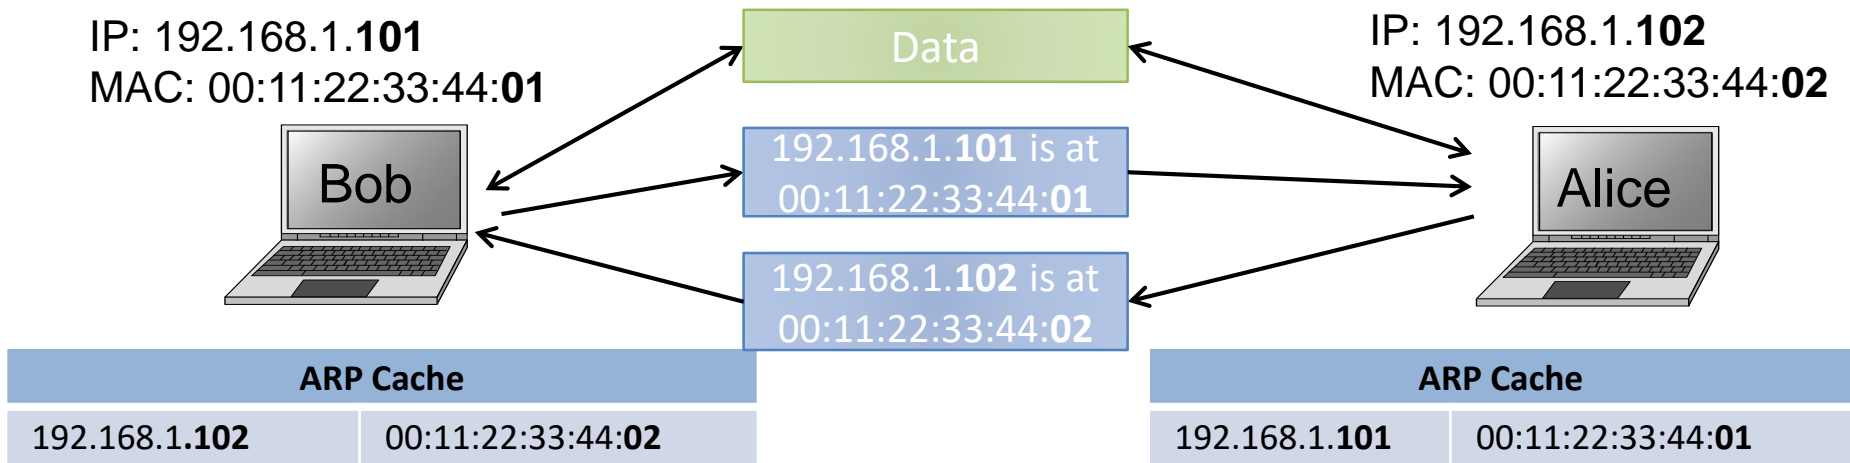 IP: 192.168.1.101
MAC: 00:11:22:33:44:01
Bob
Data
192.168.1.101 is at
00:11:22:33:44:01
192.168.1.102 is at
00:11:22:33:44:02
IP: 192.168.1.102
MAC: 00:11:22:33:44:02
Alice
ARP Cache
192.168.1.102 00:11:22:33:44:02
ARP Cache
192.168.1.101 00:11:22:33:44:01